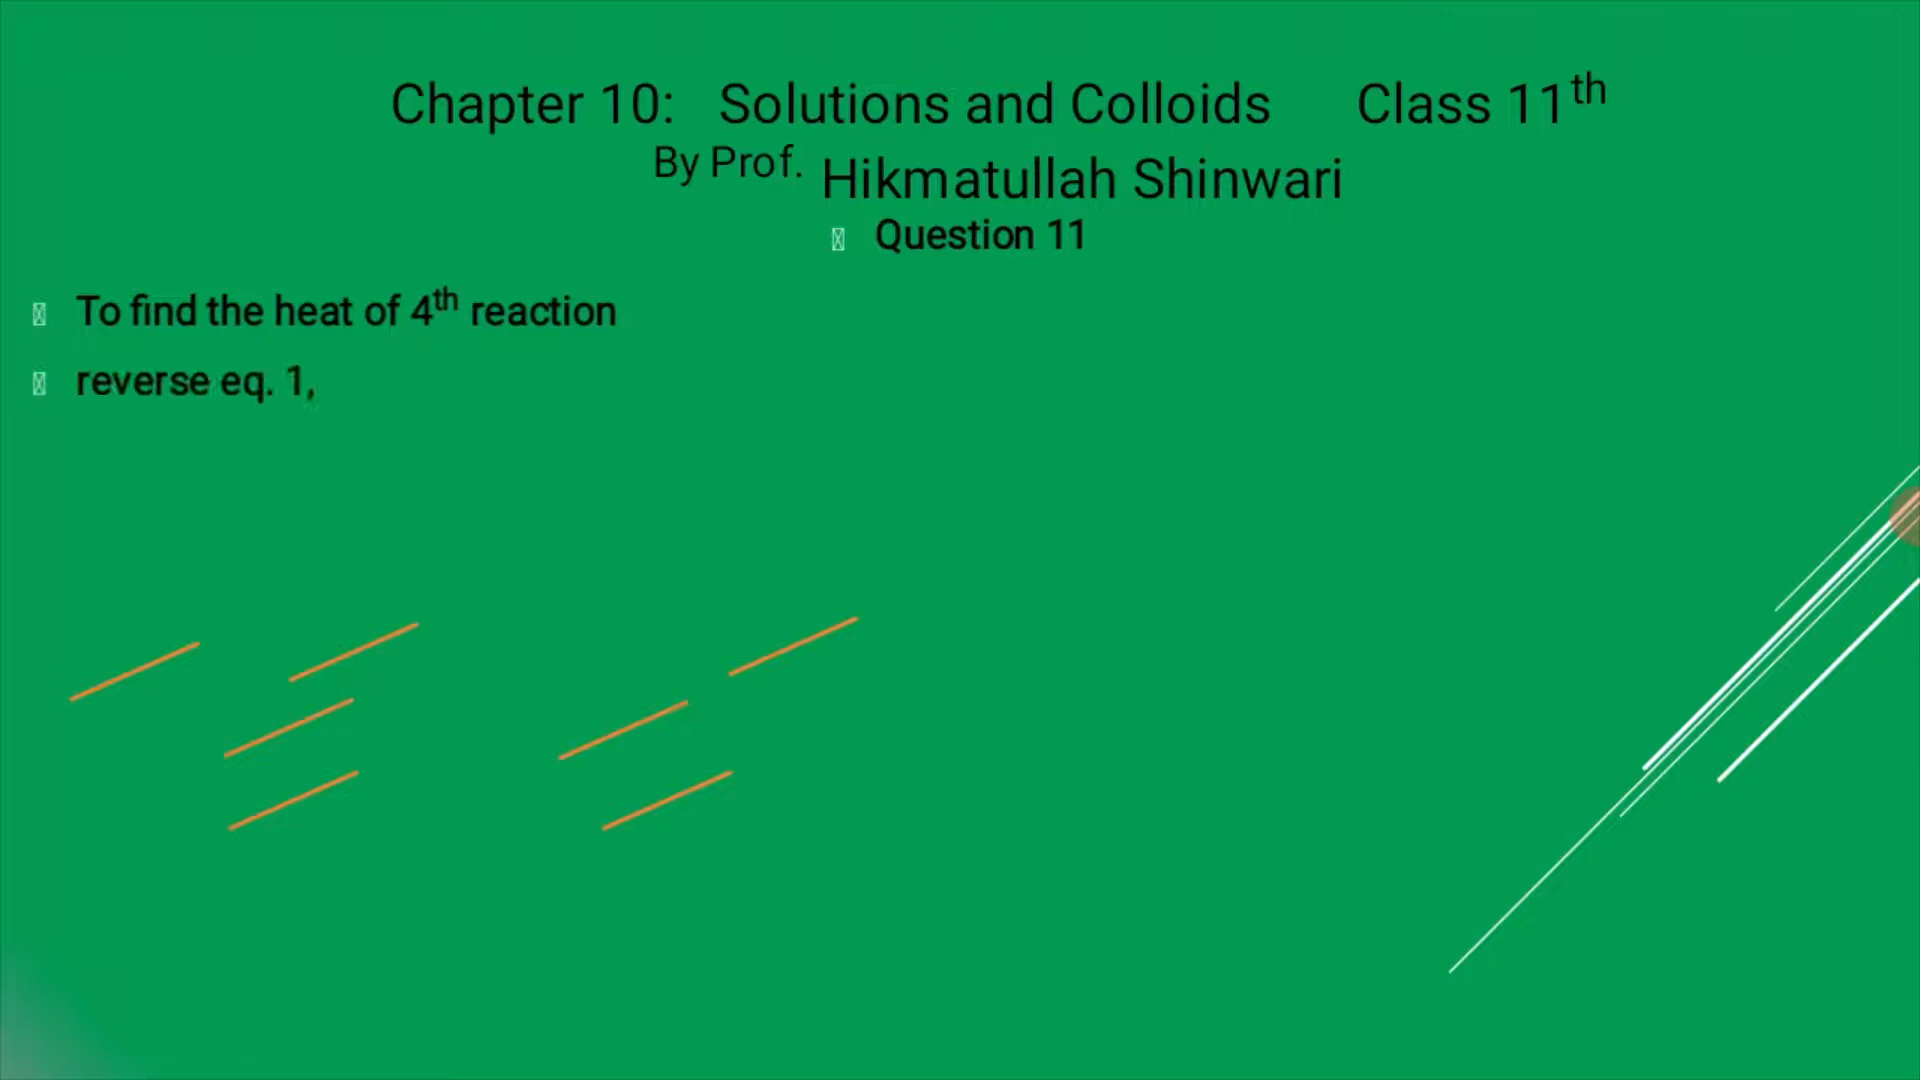 Chapter 10: Solutions and Colloids Class 11th
By Prof. Hikmatullah Shinwari
Question 11
To find the heat of 4th reaction
reverse eq. 1,